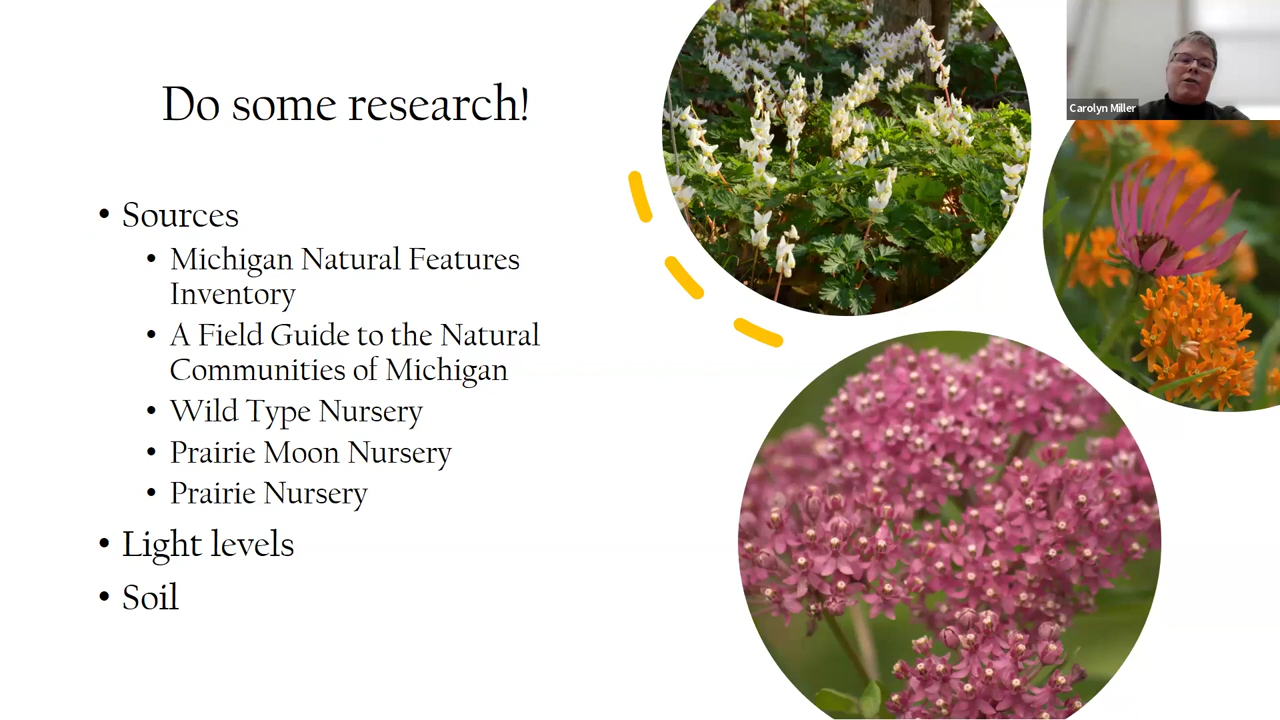 Do some research!
• Sources
• Michigan Natural Features
Inventory
• A Field Guide to the Natural
Communities of Michigan
• Wild Type Nursery
• Prairie Moon Nursery
• Prairie Nursery
• Light levels
• Soil
Carolyn Miller